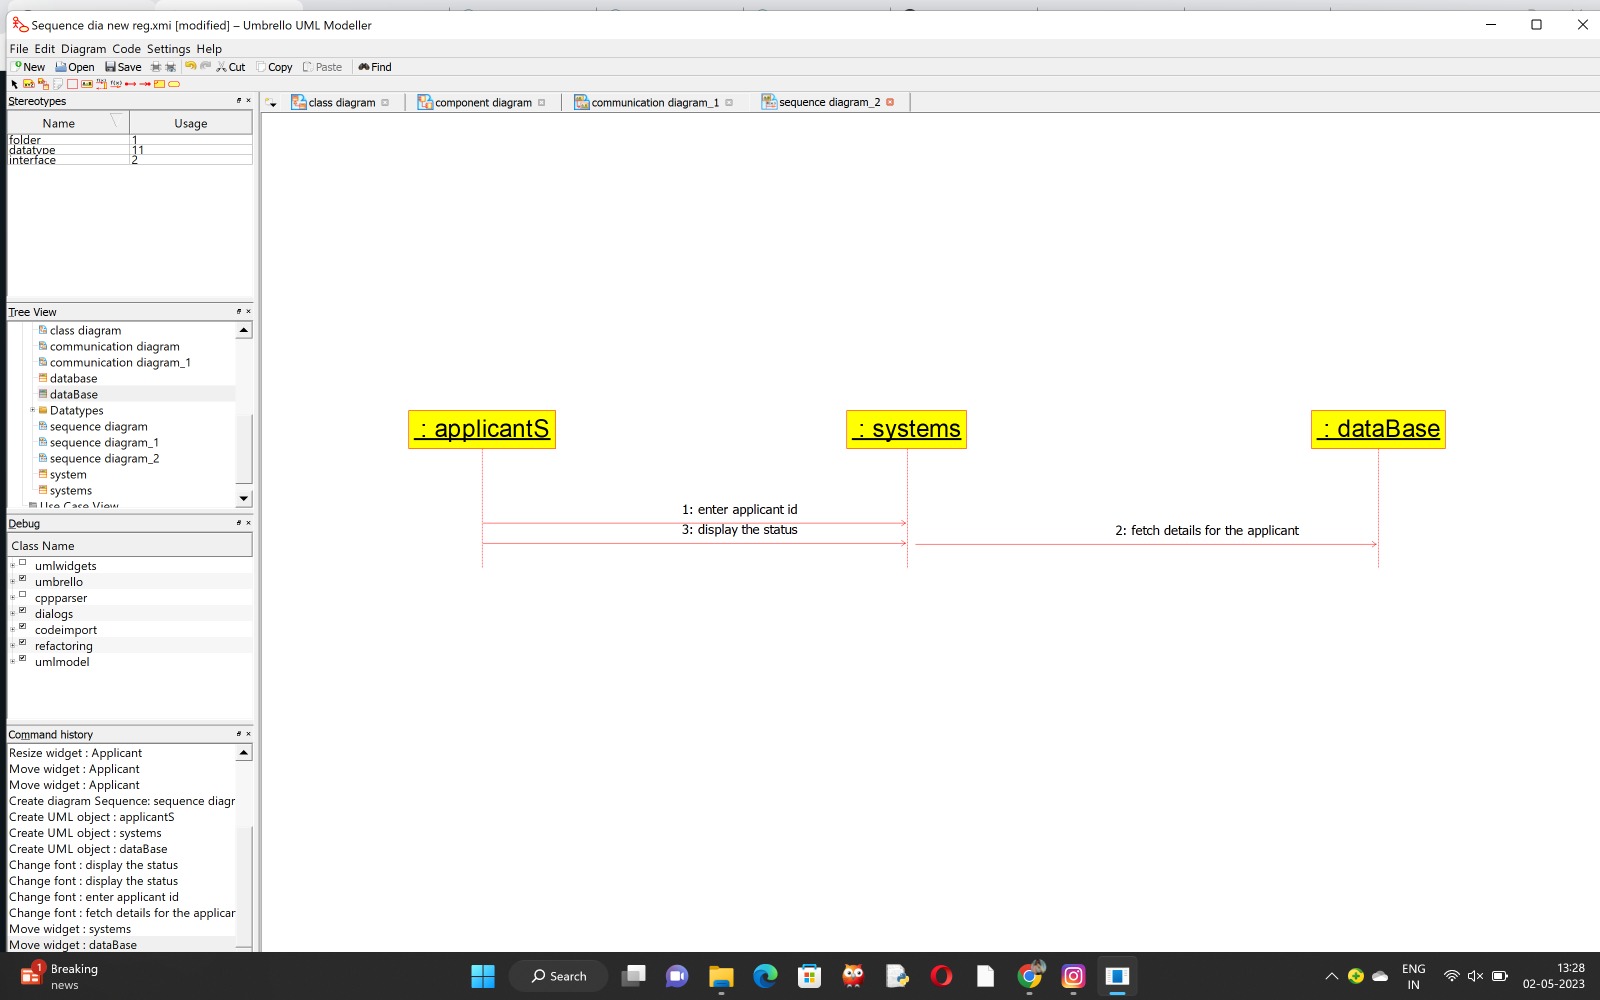 Sequence dia new reg.xmi [modified] – Umbrello UML Modeller
File Edit Diagram Code Settings Help
New Open Save Cut Copy Paste Find
Stereotypes
Name Usage
folder 1
datatype 11
interface 2
class diagram component diagram communication diagram_1 sequence diagram_2
Tree View
class diagram
communication diagram
communication diagram_1
database
dataBase
Datatypes
sequence diagram
sequence diagram_1
sequence diagram_2
system
systems
Use Case View
Debug
Class Name
umlwidgets
umbrello
cppparser
dialogs
codeimport
refactoring
umlmodel
Command history
Resize widget : Applicant
Move widget : Applicant
Move widget : Applicant
Create diagram Sequence: sequence diagr
Create UML object : applicantS
Create UML object : systems
Create UML object : dataBase
Change font : display the status
Change font : display the status
Change font : enter applicant id
Change font : fetch details for the applicar
Move widget : systems
Move widget : dataBase
: applicantS
: systems
: dataBase
1: enter applicant id
3: display the status
2: fetch details for the applicant
1
Breaking
news
Search
ENG
IN
13:28
02-05-2023